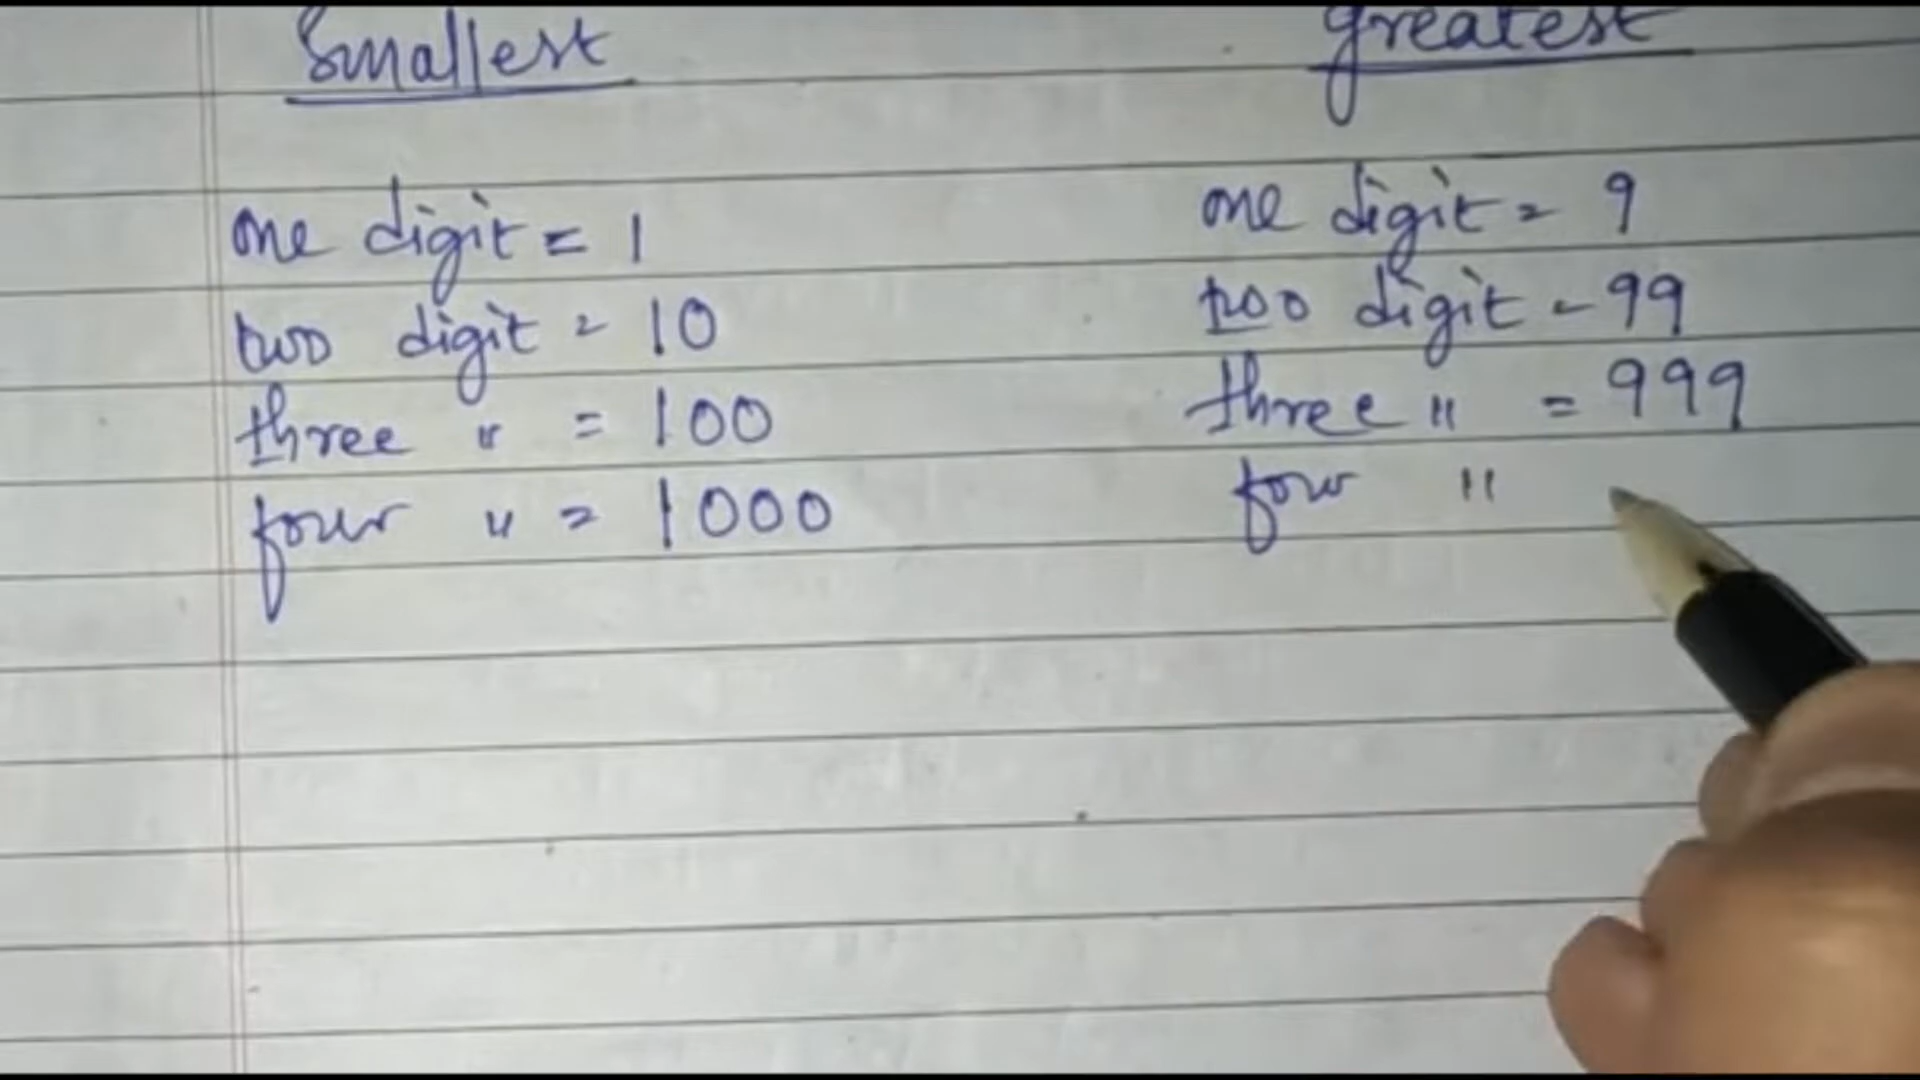 Smallest
greatest
one digit = 1
one digit = 9
two digit = 10
two digit = 99
three " = 100
three " = 999
four " = 1000
four "